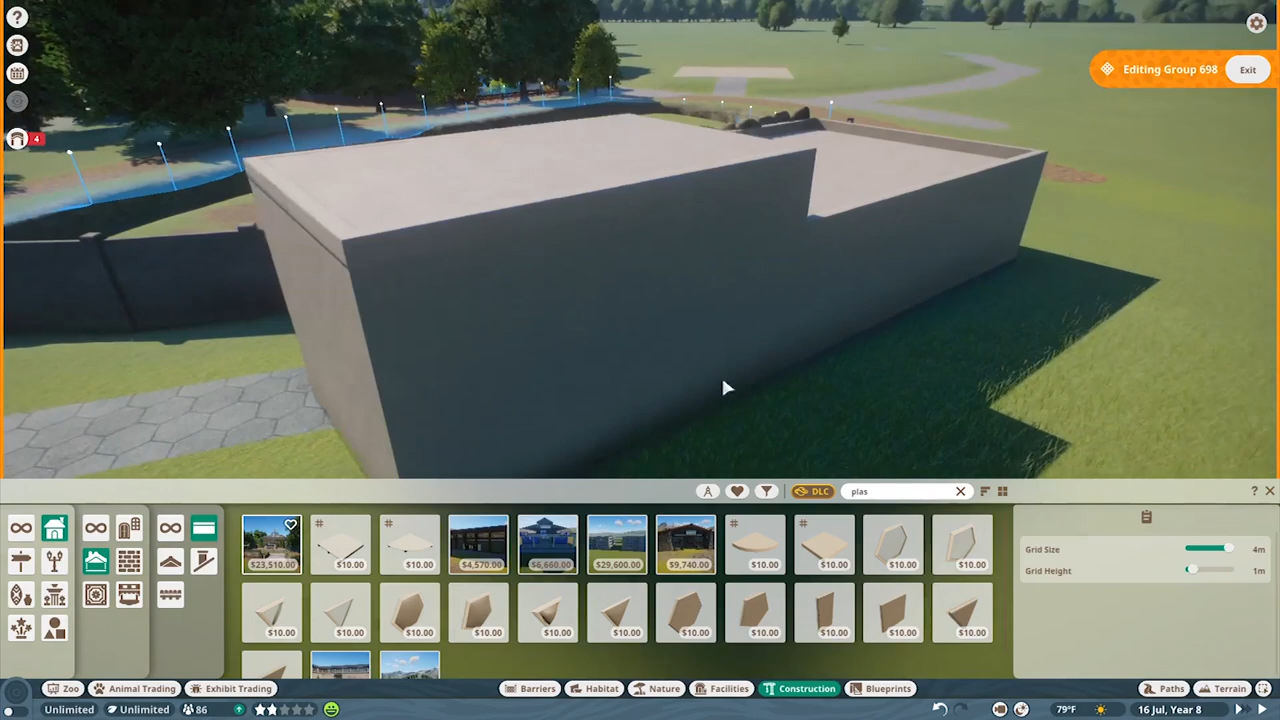 ?
4
Editing Group 698
Exit
DLC
plas
? ×
$23,510.00
$10.00
$10.00
$4,570.00
$6,660.00
$29,600.00
$9,740.00
$10.00
$10.00
$10.00
$10.00
Grid Size
4m
Grid Height
1m
$10.00
$10.00
$10.00
$10.00
$10.00
$10.00
$10.00
$10.00
$10.00
$10.00
$10.00
Zoo
Animal Trading
Exhibit Trading
Barriers
Habitat
Nature
Facilities
Construction
Blueprints
Paths
Terrain
Unlimited
Unlimited
86
79°F
16 Jul, Year 8